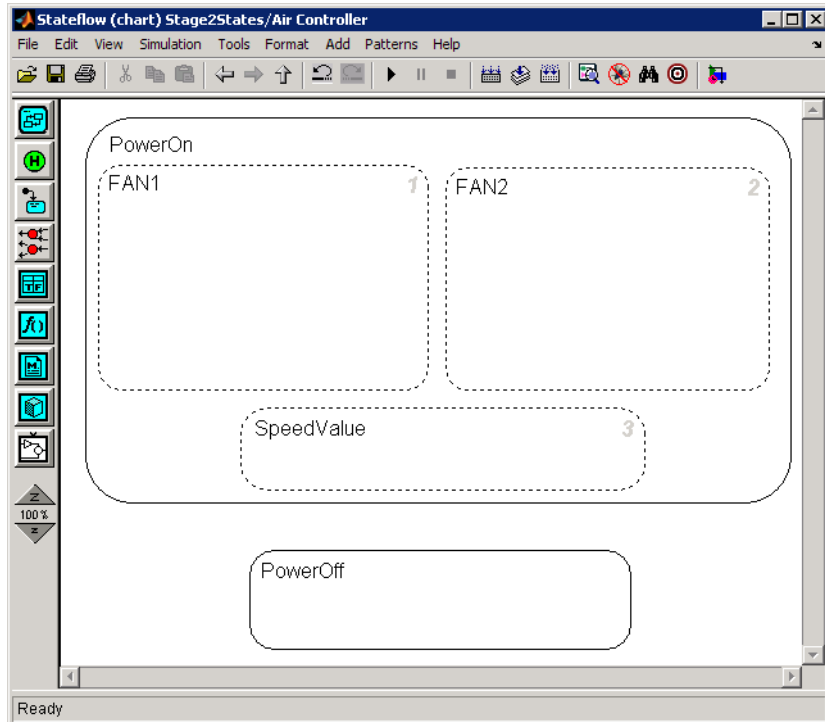 Stateflow (chart) Stage2States/Air Controller
File Edit View Simulation Tools Format Add Patterns Help
PowerOn
FAN1 1
FAN2 2
SpeedValue 3
PowerOff
H
TF
f()
M
Z
100 %
Z
Ready